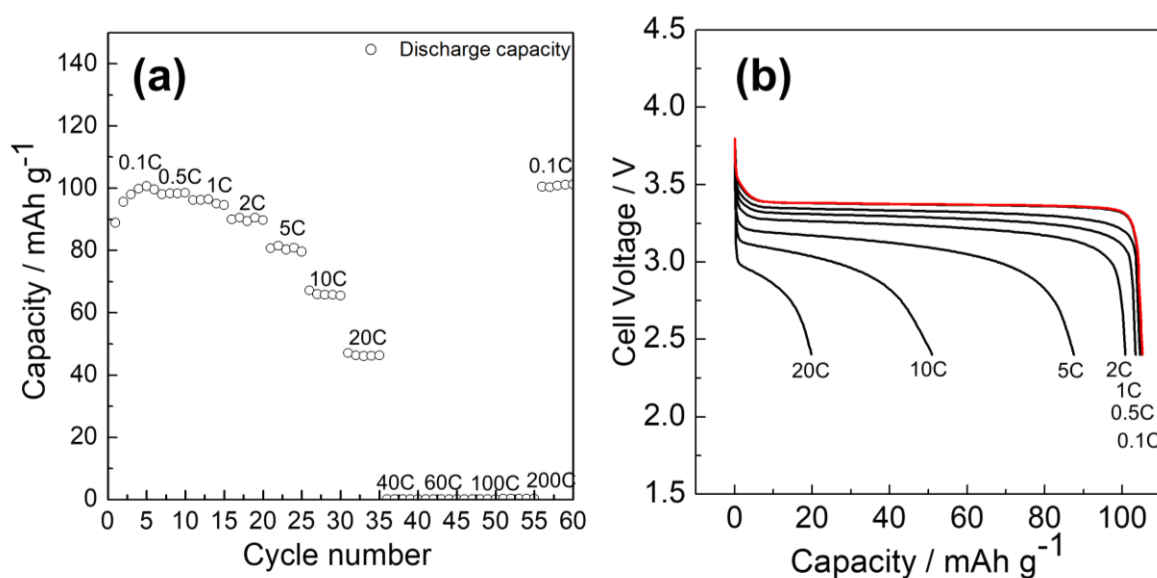 (a)
Discharge capacity
Capacity / mAh g⁻¹
140
120
100
80
60
40
20
0
0.1C
0.5C
1C
2C
5C
10C
20C
40C
60C
100C
200C
0.1C
0 5 10 15 20 25 30 35 40 45 50 55 60
Cycle number
(b)
Cell Voltage / V
4.5
4.0
3.5
3.0
2.5
2.0
1.5
20C
10C
5C
2C
1C
0.5C
0.1C
0 20 40 60 80 100
Capacity / mAh g⁻¹